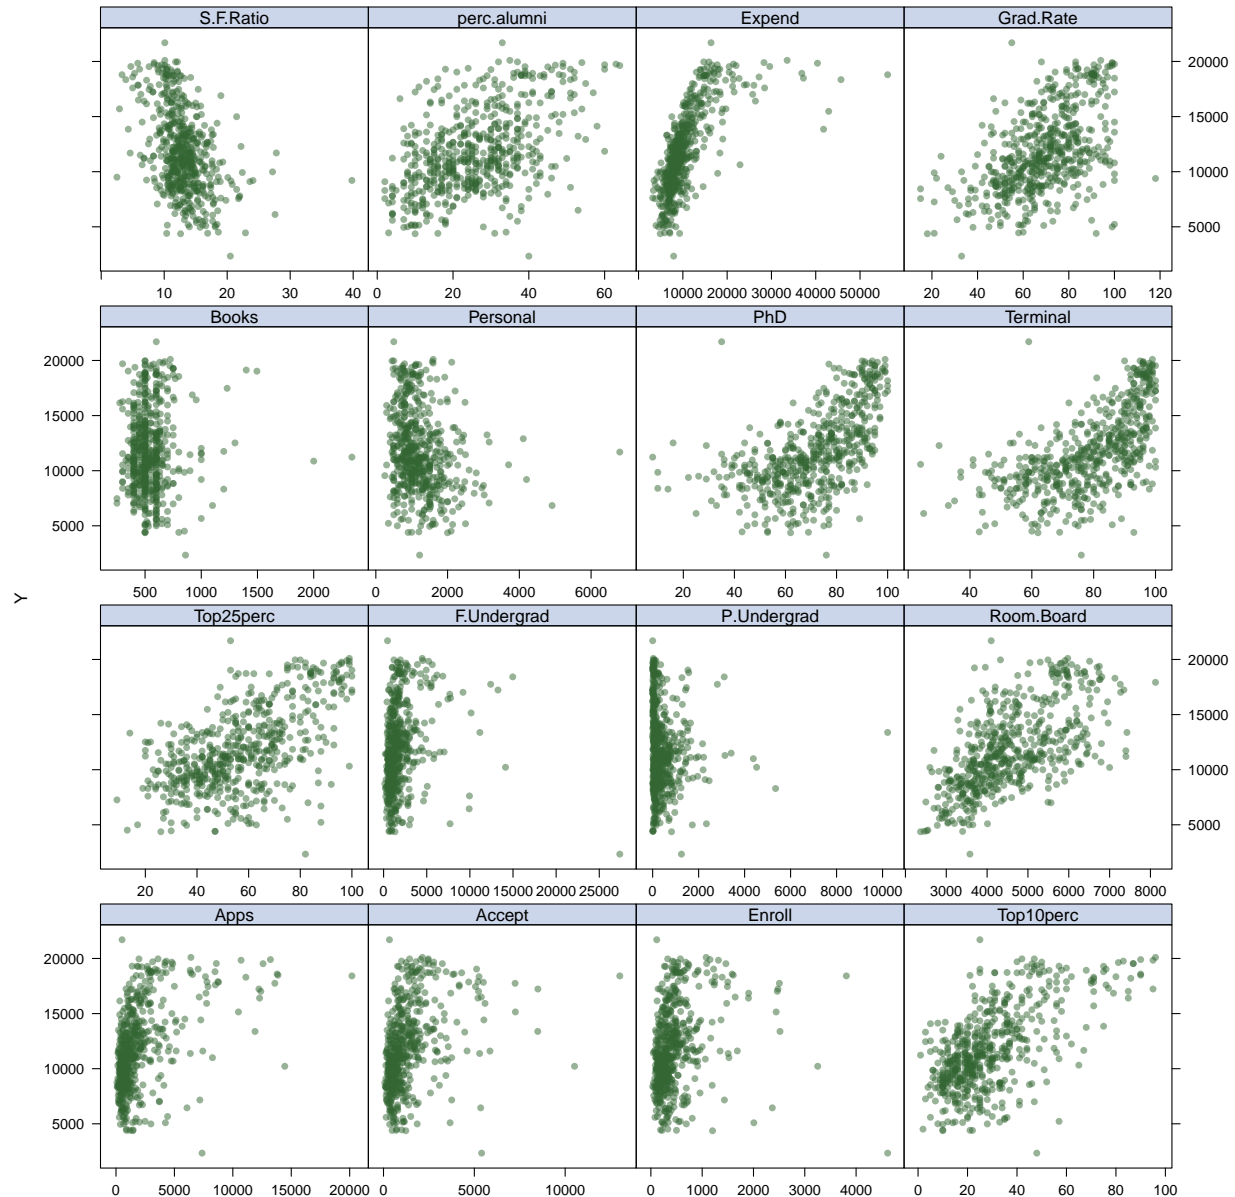 S.F.Ratio perc.alumni Expend Grad.Rate
20000
15000
10000
5000
10 20 30 40 0 20 40 60 10000 20000 30000 40000 50000 20 40 60 80 100 120
Books Personal PhD Terminal
20000
15000
10000
5000
500 1000 1500 2000 0 2000 4000 6000 20 40 60 80 100 40 60 80 100
Y
Top25perc F.Undergrad P.Undergrad Room.Board
20000
15000
10000
5000
20 40 60 80 100 0 5000 10000 15000 20000 25000 0 2000 4000 6000 8000 10000 3000 4000 5000 6000 7000 8000
Apps Accept Enroll Top10perc
20000
15000
10000
5000
0 5000 10000 15000 20000 0 5000 10000 0 1000 2000 3000 4000 0 20 40 60 80